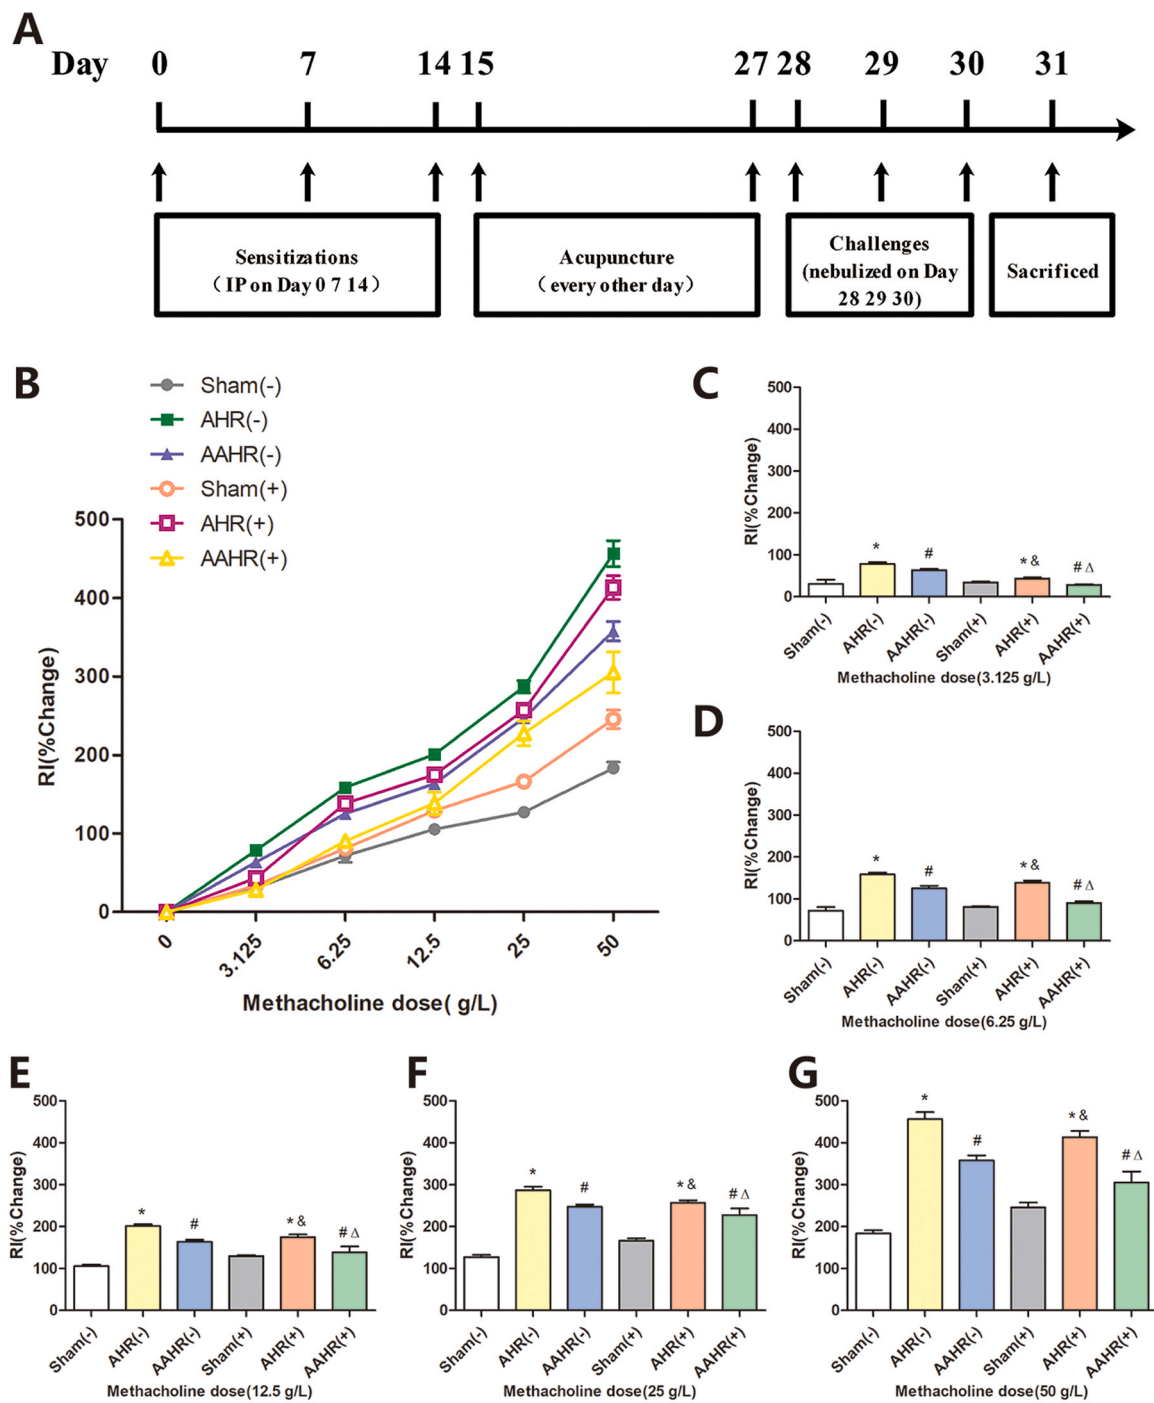 A
Day 0 7 14 15 27 28 29 30 31
Sensitizations
(IP on Day 0 7 14)
Acupuncture
(every other day)
Challenges
(nebulized on Day
28 29 30)
Sacrificed
B
Sham(-)
AHR(-)
AAHR(-)
Sham(+)
AHR(+)
AAHR(+)
500
400
300
200
100
0
RI(%Change)
0 3.125 6.25 12.5 25 50
Methacholine dose( g/L)
C
500
400
300
200
100
0
RI(%Change)
* # * & # Δ
Sham(-) AHR(-) AAHR(-) Sham(+) AHR(+) AAHR(+)
Methacholine dose(3.125 g/L)
D
500
400
300
200
100
0
RI(%Change)
* # * & # Δ
Sham(-) AHR(-) AAHR(-) Sham(+) AHR(+) AAHR(+)
Methacholine dose(6.25 g/L)
E
500
400
300
200
100
0
RI(%Change)
* # * & # Δ
Sham(-) AHR(-) AAHR(-) Sham(+) AHR(+) AAHR(+)
Methacholine dose(12.5 g/L)
F
500
400
300
200
100
0
RI(%Change)
* # * & # Δ
Sham(-) AHR(-) AAHR(-) Sham(+) AHR(+) AAHR(+)
Methacholine dose(25 g/L)
G
500
400
300
200
100
0
RI(%Change)
* # * & # Δ
Sham(-) AHR(-) AAHR(-) Sham(+) AHR(+) AAHR(+)
Methacholine dose(50 g/L)